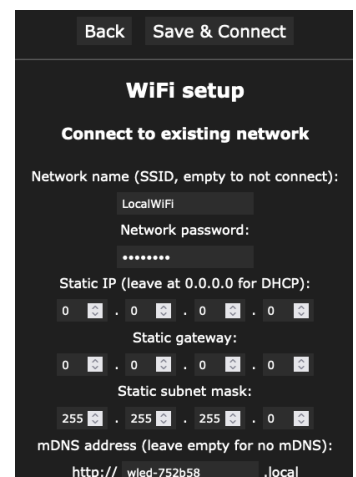 Back Save & Connect
WiFi setup
Connect to existing network
Network name (SSID, empty to not connect):
LocalWiFi
Network password:
••••••••
Static IP (leave at 0.0.0.0 for DHCP):
0 . 0 . 0 . 0
Static gateway:
0 . 0 . 0 . 0
Static subnet mask:
255 . 255 . 255 . 0
mDNS address (leave empty for no mDNS):
http:// wled-752b58 .local